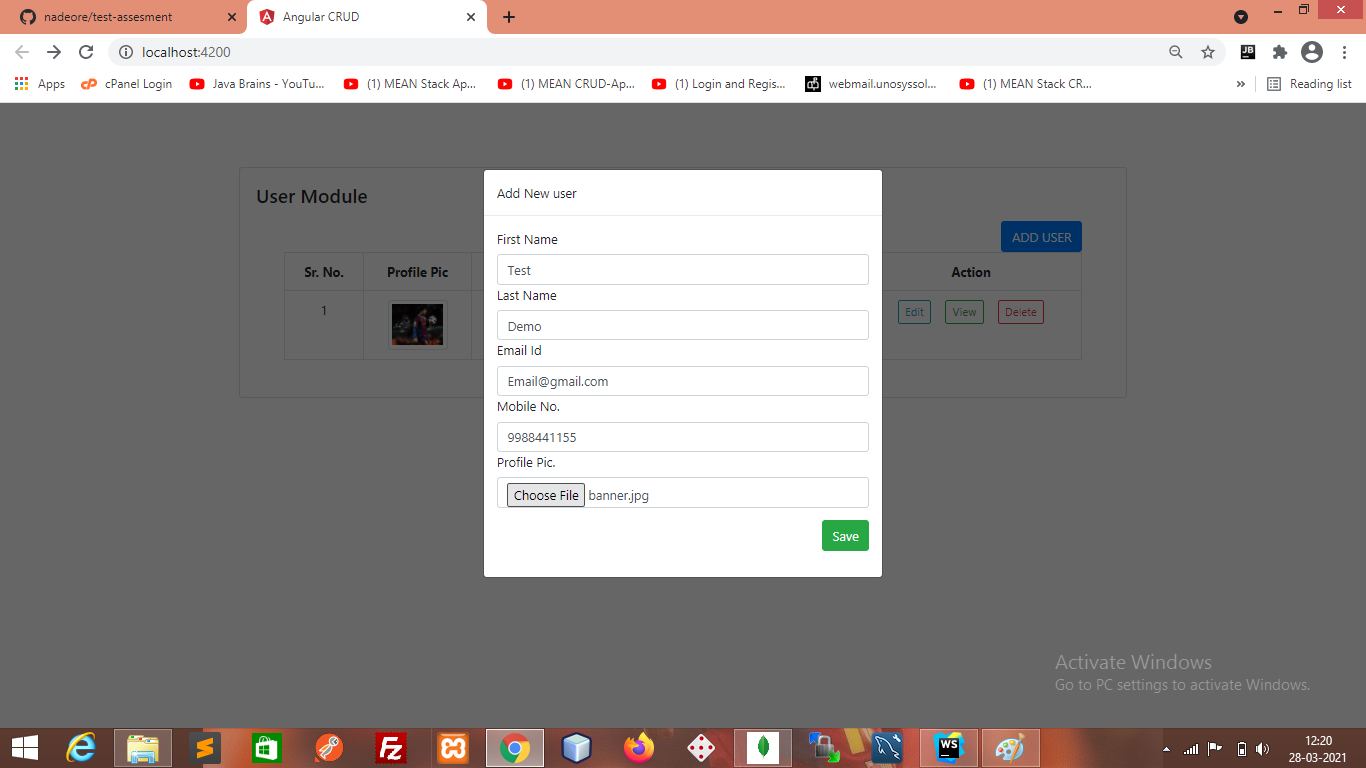 nadeore/test-assesment
Angular CRUD
localhost:4200
JB
Apps
cPanel Login
Java Brains - YouTu...
(1) MEAN Stack Ap...
(1) MEAN CRUD-Ap...
(1) Login and Regis...
webmail.unosyssol...
(1) MEAN Stack CR...
»
Reading list
User Module
ADD USER
Sr. No.
Profile Pic
Action
1
Edit
View
Delete
Add New user
First Name
Test
Last Name
Demo
Email Id
Email@gmail.com
Mobile No.
9988441155
Profile Pic.
Choose File banner.jpg
Save
Activate Windows
Go to PC settings to activate Windows.
WS
12:20
28-03-2021